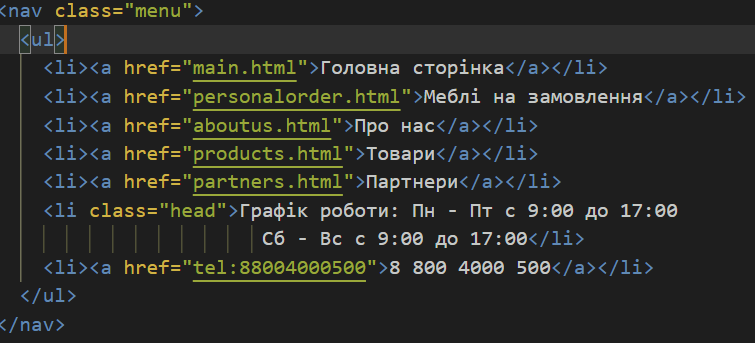 <nav class="menu">
<ul>
<li><a href="main.html">Головна сторінка</a></li>
<li><a href="personalorder.html">Меблі на замовлення</a></li>
<li><a href="aboutus.html">Про нас</a></li>
<li><a href="products.html">Товари</a></li>
<li><a href="partners.html">Партнери</a></li>
<li class="head">Графік роботи: Пн - Пт с 9:00 до 17:00
Сб - Вс с 9:00 до 17:00</li>
<li><a href="tel:88004000500">8 800 4000 500</a></li>
</ul>
</nav>